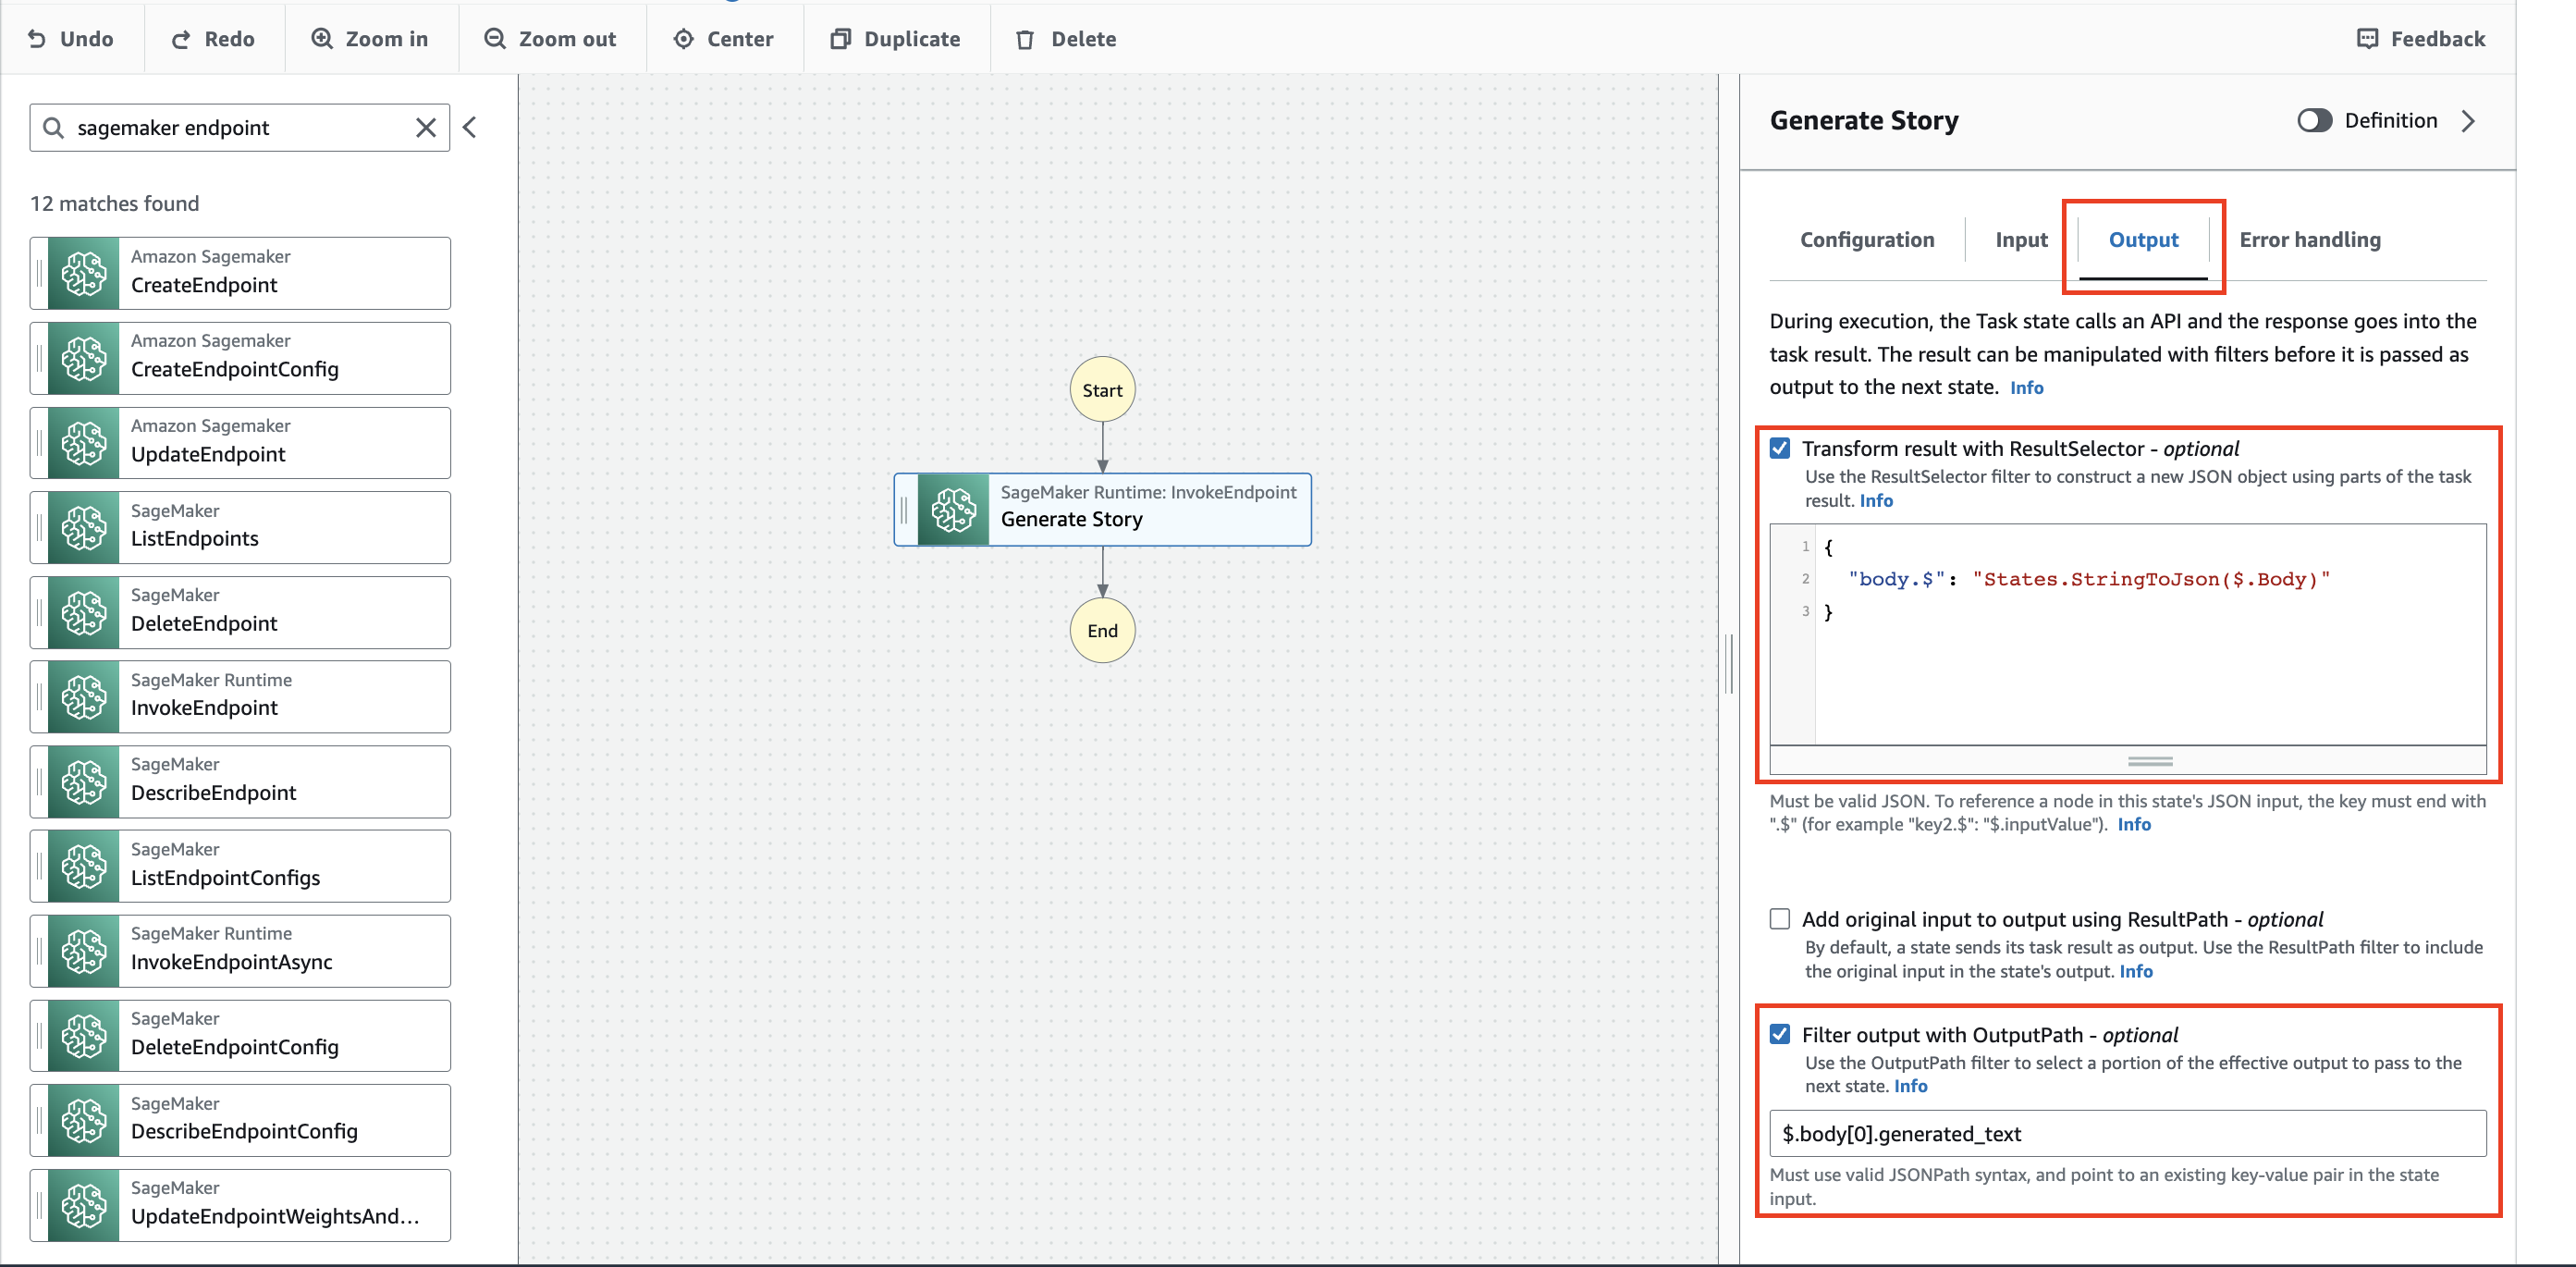 Undo
Redo
Zoom in
Zoom out
Center
Duplicate
Delete
Feedback
sagemaker endpoint
12 matches found
Amazon Sagemaker
CreateEndpoint
Amazon Sagemaker
CreateEndpointConfig
Amazon Sagemaker
UpdateEndpoint
SageMaker
ListEndpoints
SageMaker
DeleteEndpoint
SageMaker Runtime
InvokeEndpoint
SageMaker
DescribeEndpoint
SageMaker
ListEndpointConfigs
SageMaker Runtime
InvokeEndpointAsync
SageMaker
DeleteEndpointConfig
SageMaker
DescribeEndpointConfig
SageMaker
UpdateEndpointWeightsAnd...
Start
SageMaker Runtime: InvokeEndpoint
Generate Story
End
Generate Story
Definition
Configuration
Input
Output
Error handling
During execution, the Task state calls an API and the response goes into the
task result. The result can be manipulated with filters before it is passed as
output to the next state. Info
Transform result with ResultSelector - optional
Use the ResultSelector filter to construct a new JSON object using parts of the task
result. Info
1 {
2 "body.$": "States.StringToJson($.Body)"
3 }
Must be valid JSON. To reference a node in this state's JSON input, the key must end with
".$" (for example "key2.$": "$.inputValue"). Info
Add original input to output using ResultPath - optional
By default, a state sends its task result as output. Use the ResultPath filter to include
the original input in the state's output. Info
Filter output with OutputPath - optional
Use the OutputPath filter to select a portion of the effective output to pass to the
next state. Info
$.body[0].generated_text
Must use valid JSONPath syntax, and point to an existing key-value pair in the state
input.